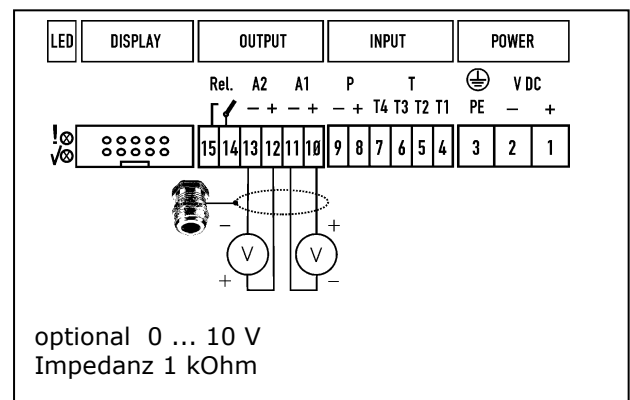 LED DISPLAY OUTPUT INPUT POWER
Rel. A2 A1 P T V DC
− + − + − + T4 T3 T2 T1 PE − +
!
√
15 14 13 12 11 10 9 8 7 6 5 4 3 2 1
− +
V V
+ −
optional 0 ... 10 V
Impedanz 1 kOhm